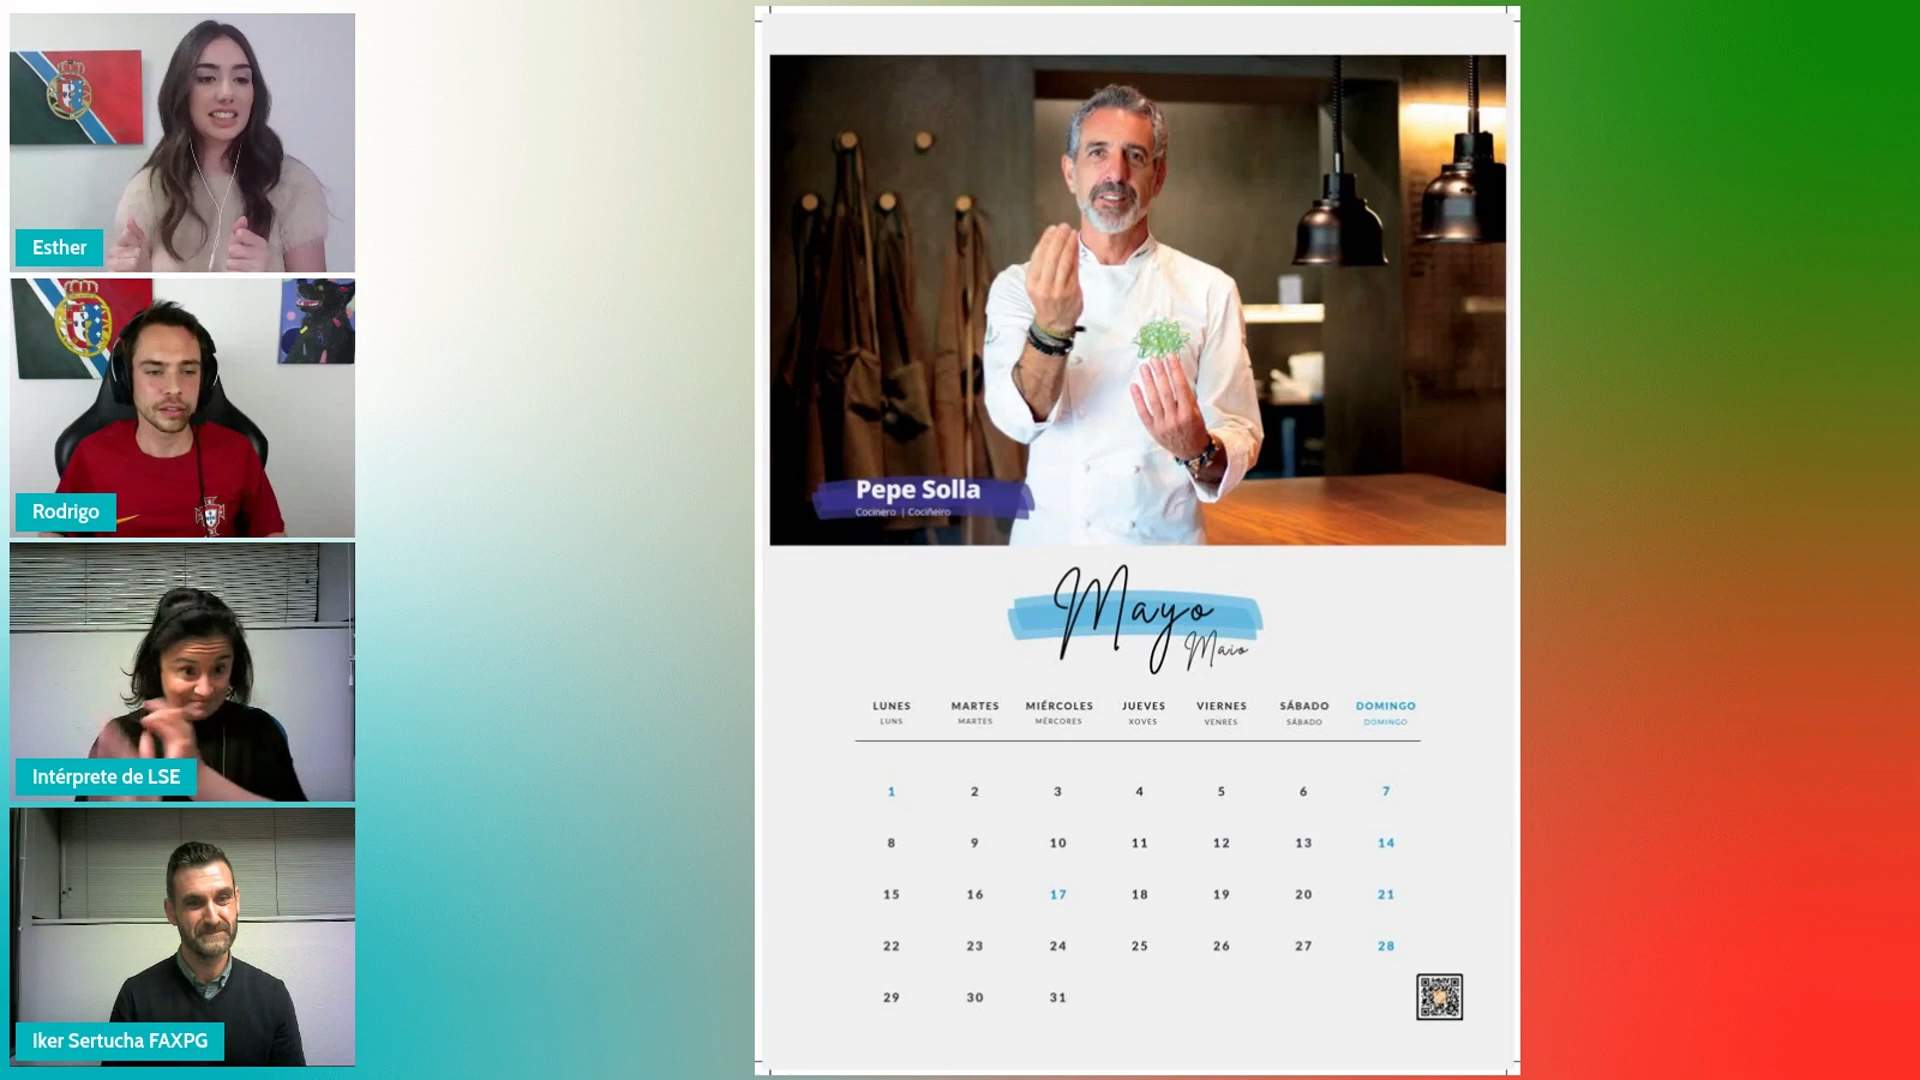 Esther
Rodrigo
Intérprete de LSE
Iker Sertucha FAXPG
Pepe Solla
Cocinero | Cociñeiro
Mayo
Maio
LUNES MARTES MIÉRCOLES JUEVES VIERNES SÁBADO DOMINGO
LUNS MARTES MÉRCORES XOVES VENRES SÁBADO DOMINGO
1 2 3 4 5 6 7
8 9 10 11 12 13 14
15 16 17 18 19 20 21
22 23 24 25 26 27 28
29 30 31